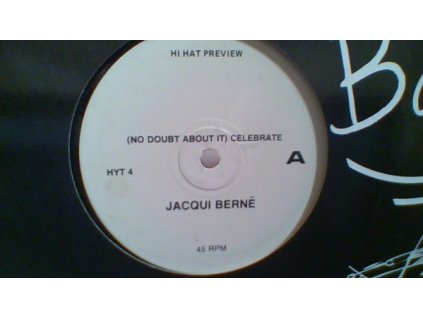 HI HAT PREVIEW
(NO DOUBT ABOUT IT) CELEBRATE
A
HYT 4
JACQUI BERNÉ
45 RPM